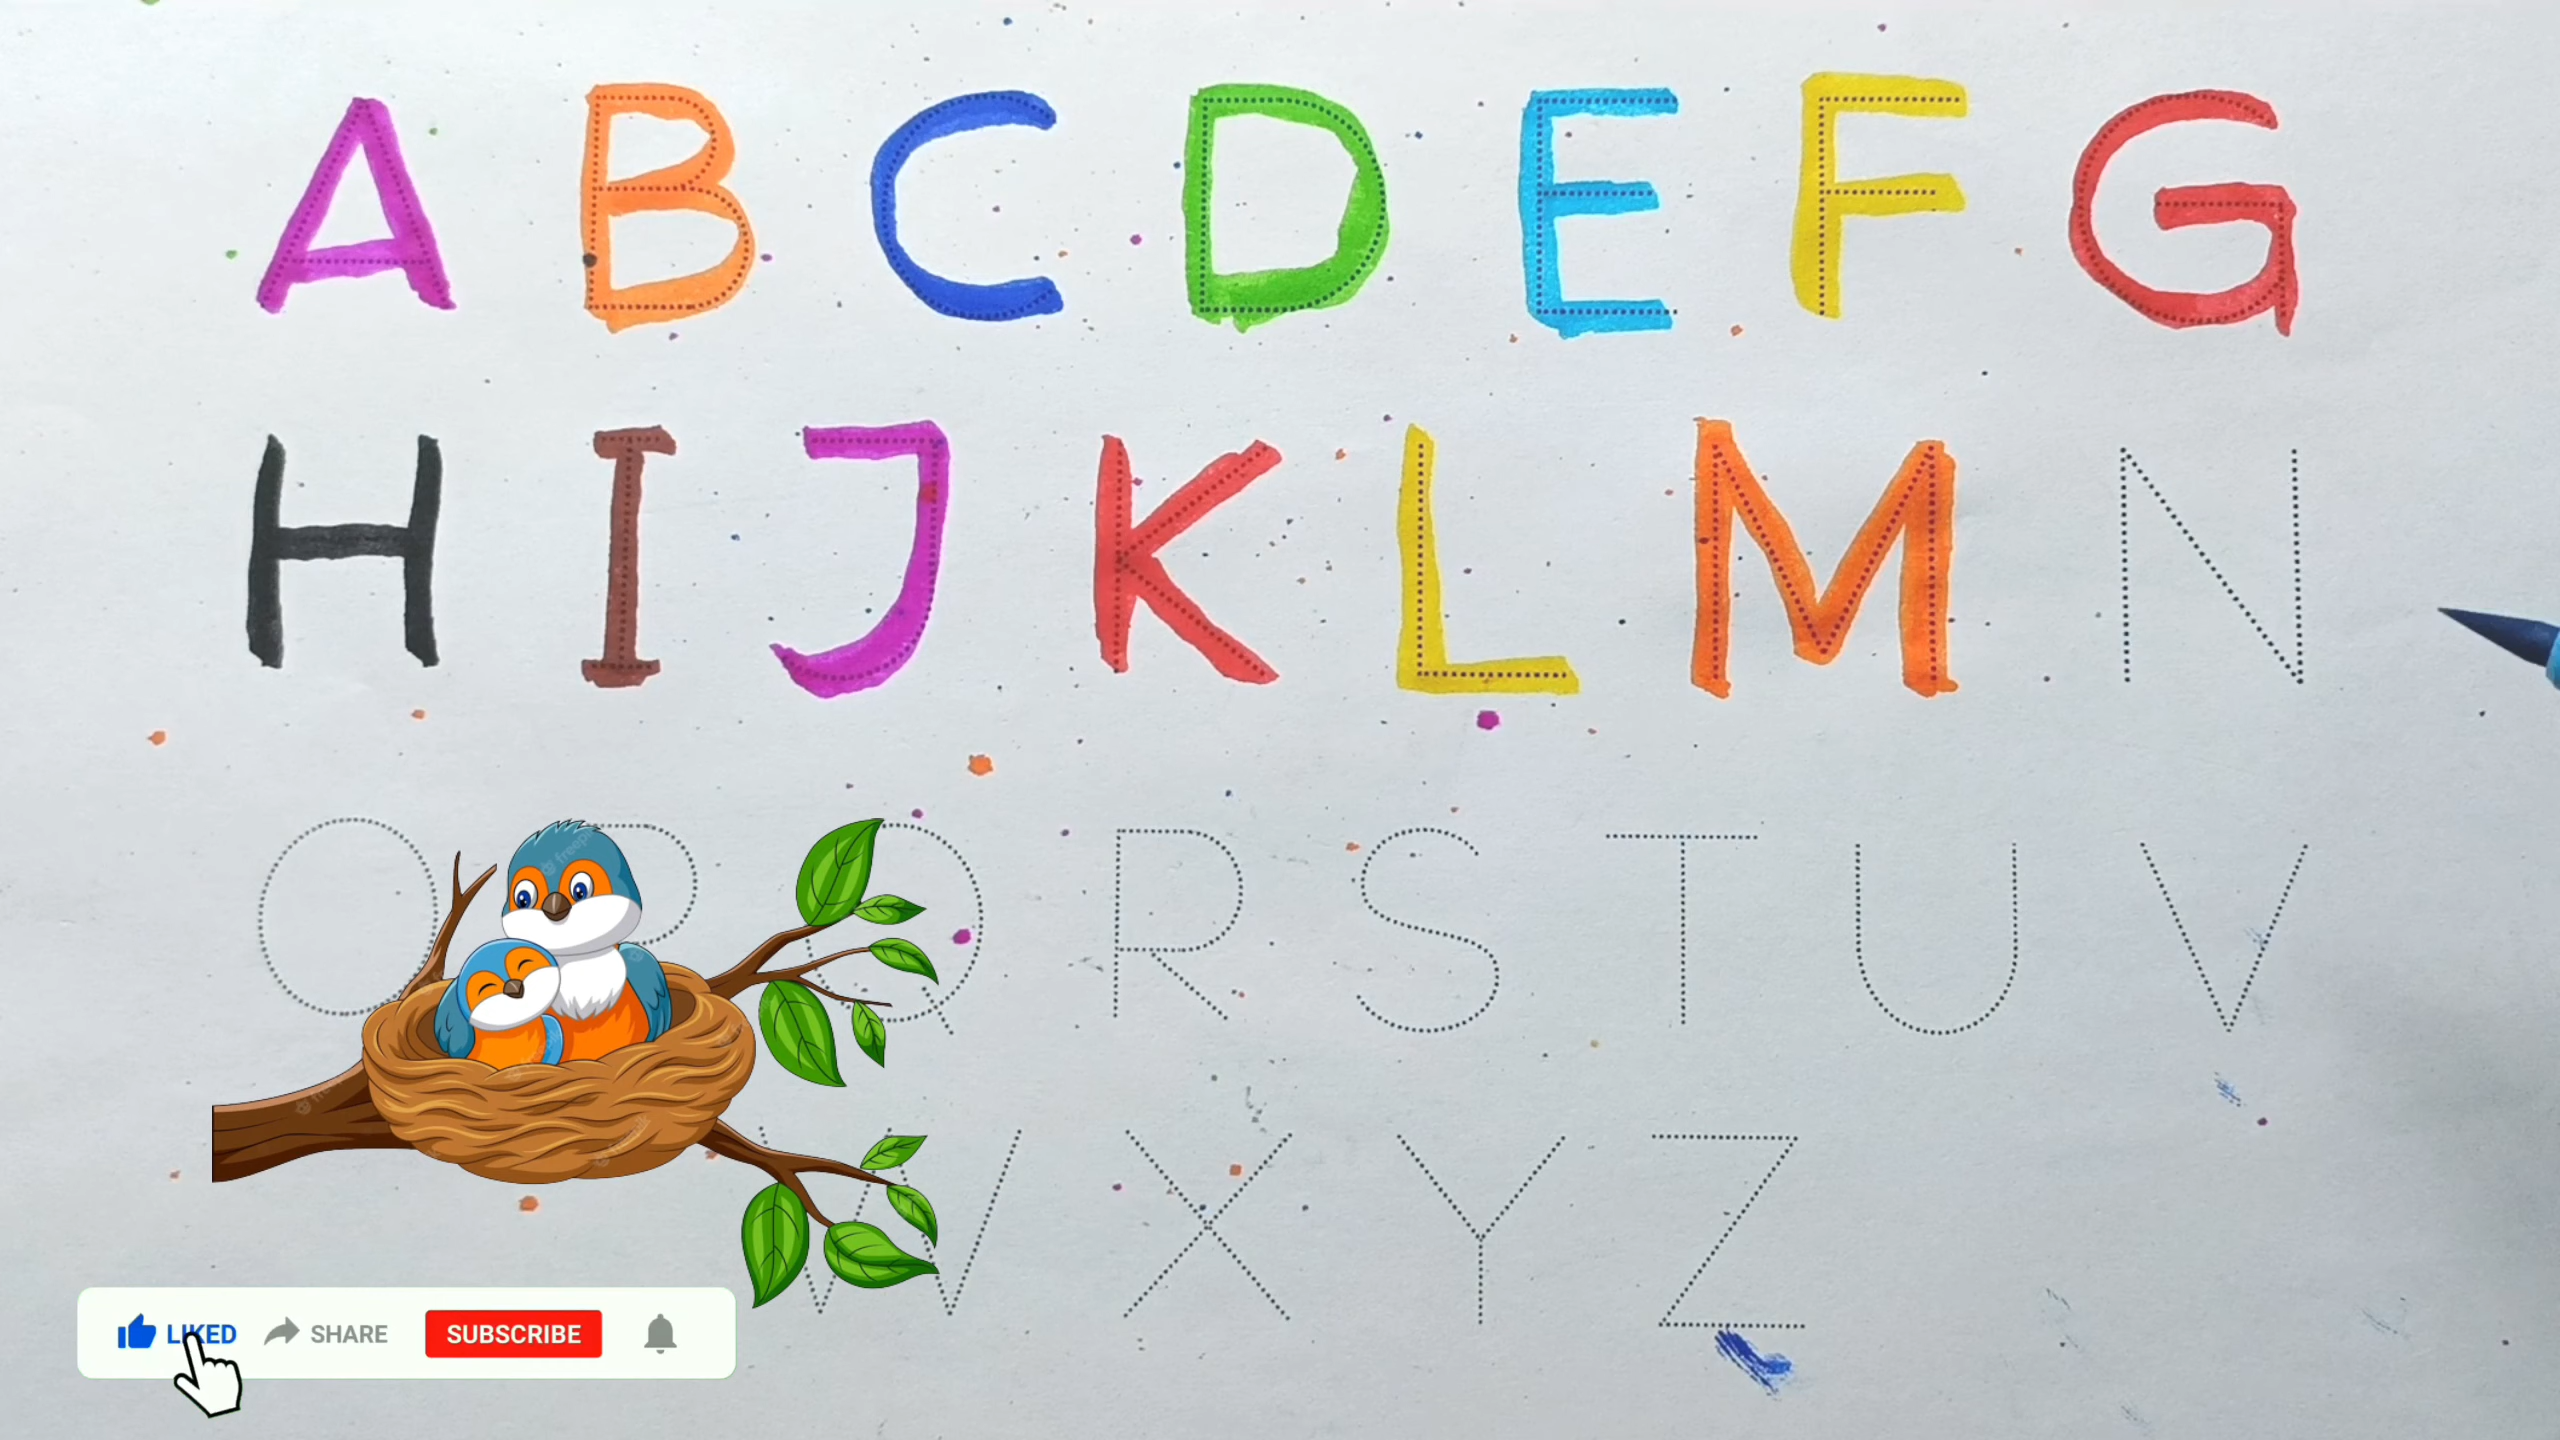 A B C D E F G
H I J K L M N
O P Q R S T U V
W X Y Z
LIKED SHARE SUBSCRIBE